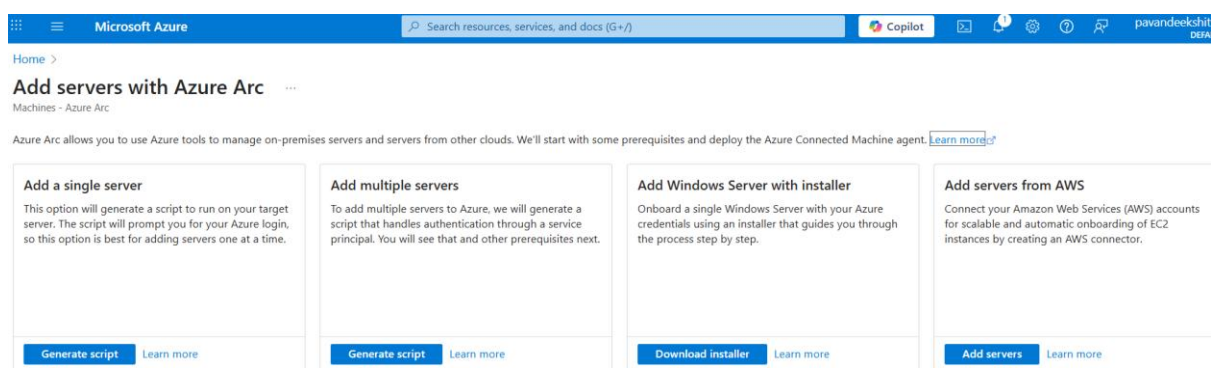 Microsoft Azure
Search resources, services, and docs (G+/)
Copilot
1
pavandeekshit
DEFA
Home >
Add servers with Azure Arc ...
Machines - Azure Arc
Azure Arc allows you to use Azure tools to manage on-premises servers and servers from other clouds. We'll start with some prerequisites and deploy the Azure Connected Machine agent. Learn more
Add a single server
This option will generate a script to run on your target
server. The script will prompt you for your Azure login,
so this option is best for adding servers one at a time.
Generate script Learn more
Add multiple servers
To add multiple servers to Azure, we will generate a
script that handles authentication through a service
principal. You will see that and other prerequisites next.
Generate script Learn more
Add Windows Server with installer
Onboard a single Windows Server with your Azure
credentials using an installer that guides you through
the process step by step.
Download installer Learn more
Add servers from AWS
Connect your Amazon Web Services (AWS) accounts
for scalable and automatic onboarding of EC2
instances by creating an AWS connector.
Add servers Learn more